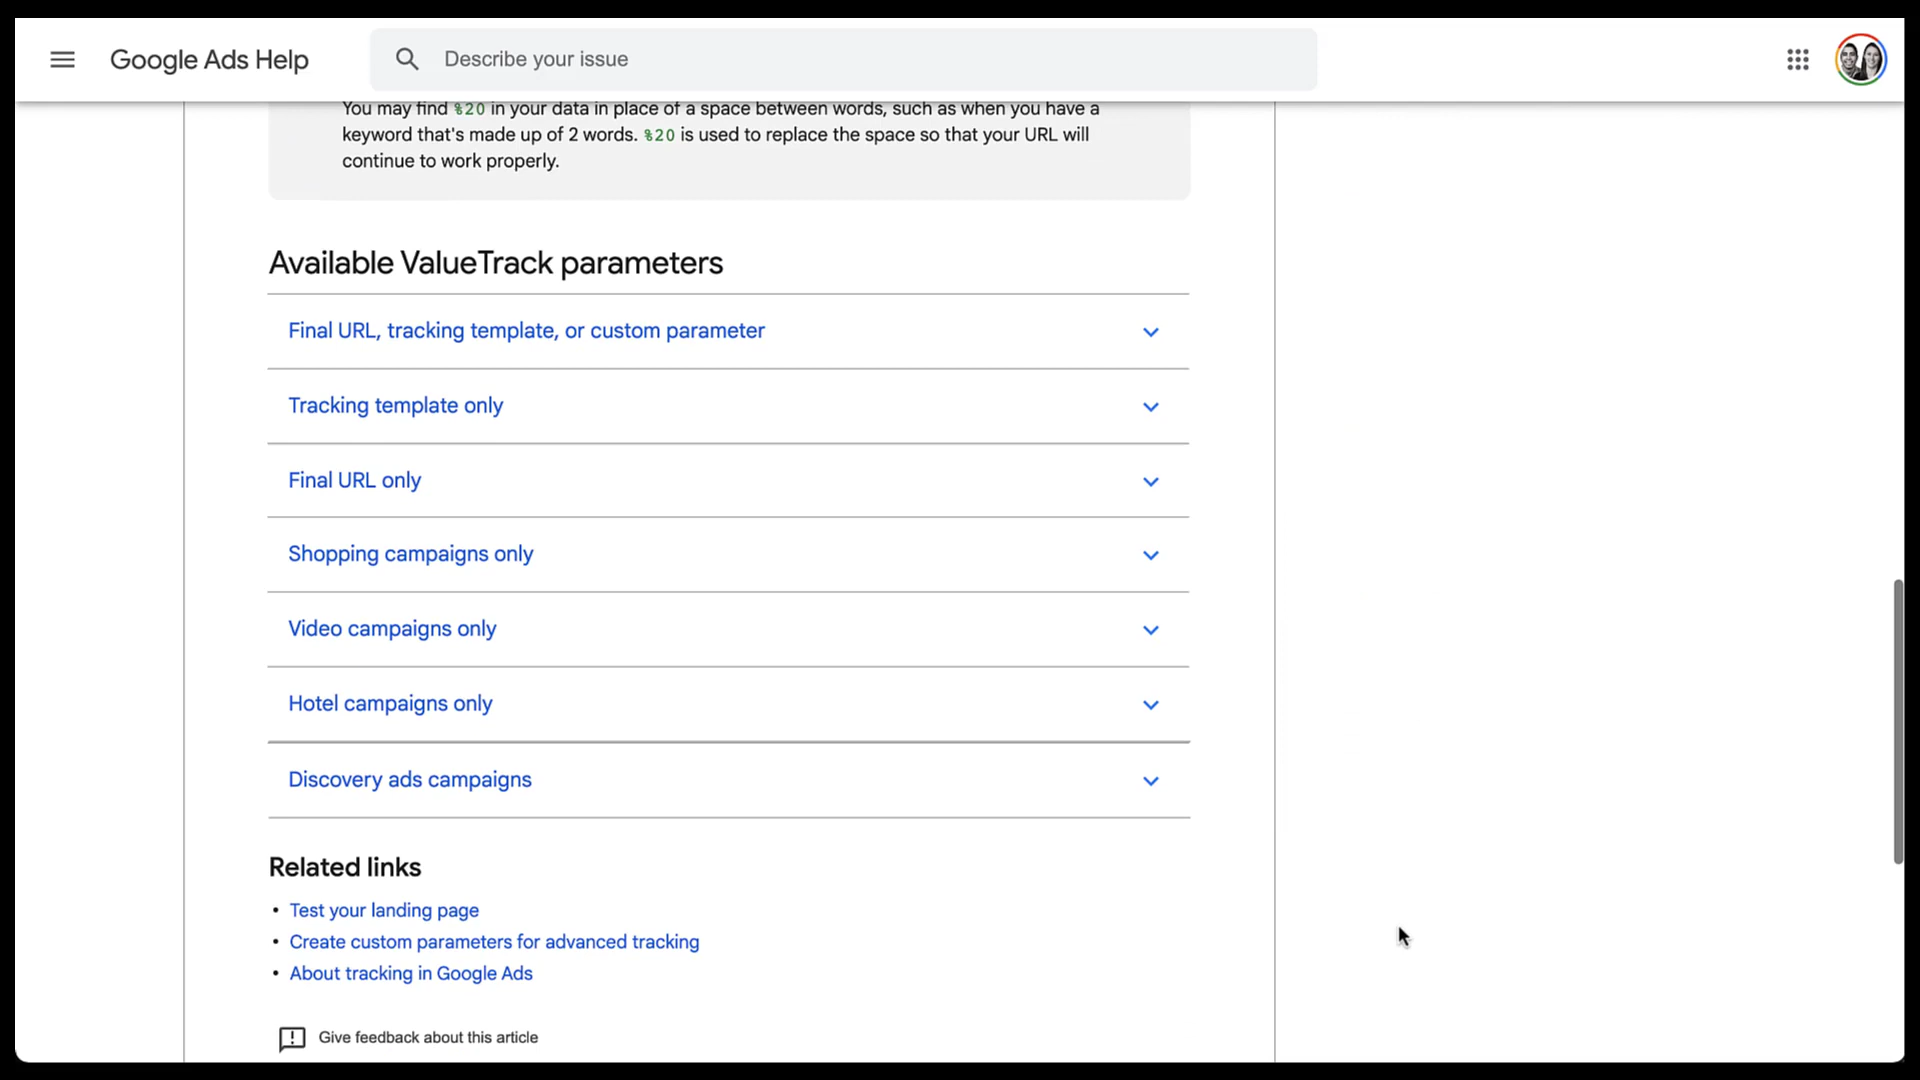 Google Ads Help
Describe your issue
You may find %20 in your data in place of a space between words, such as when you have a
keyword that's made up of 2 words. %20 is used to replace the space so that your URL will
continue to work properly.
Available ValueTrack parameters
Final URL, tracking template, or custom parameter
Tracking template only
Final URL only
Shopping campaigns only
Video campaigns only
Hotel campaigns only
Discovery ads campaigns
Related links
• Test your landing page
• Create custom parameters for advanced tracking
• About tracking in Google Ads
Give feedback about this article